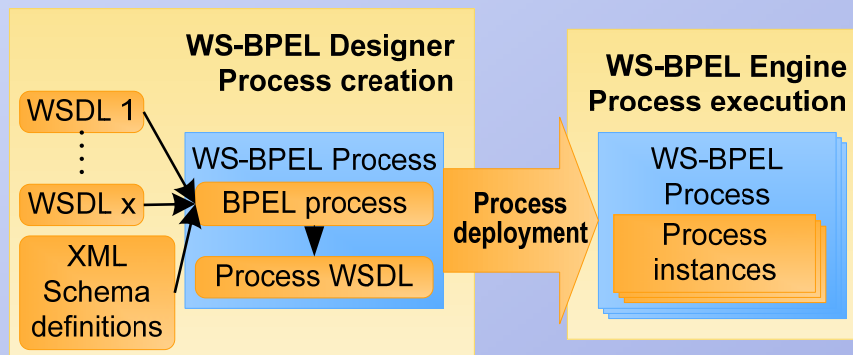 WS-BPEL Designer
Process creation
WSDL 1
WSDL x
XML
Schema
definitions
WS-BPEL Process
BPEL process
Process WSDL
Process
deployment
WS-BPEL Engine
Process execution
WS-BPEL
Process
Process
instances